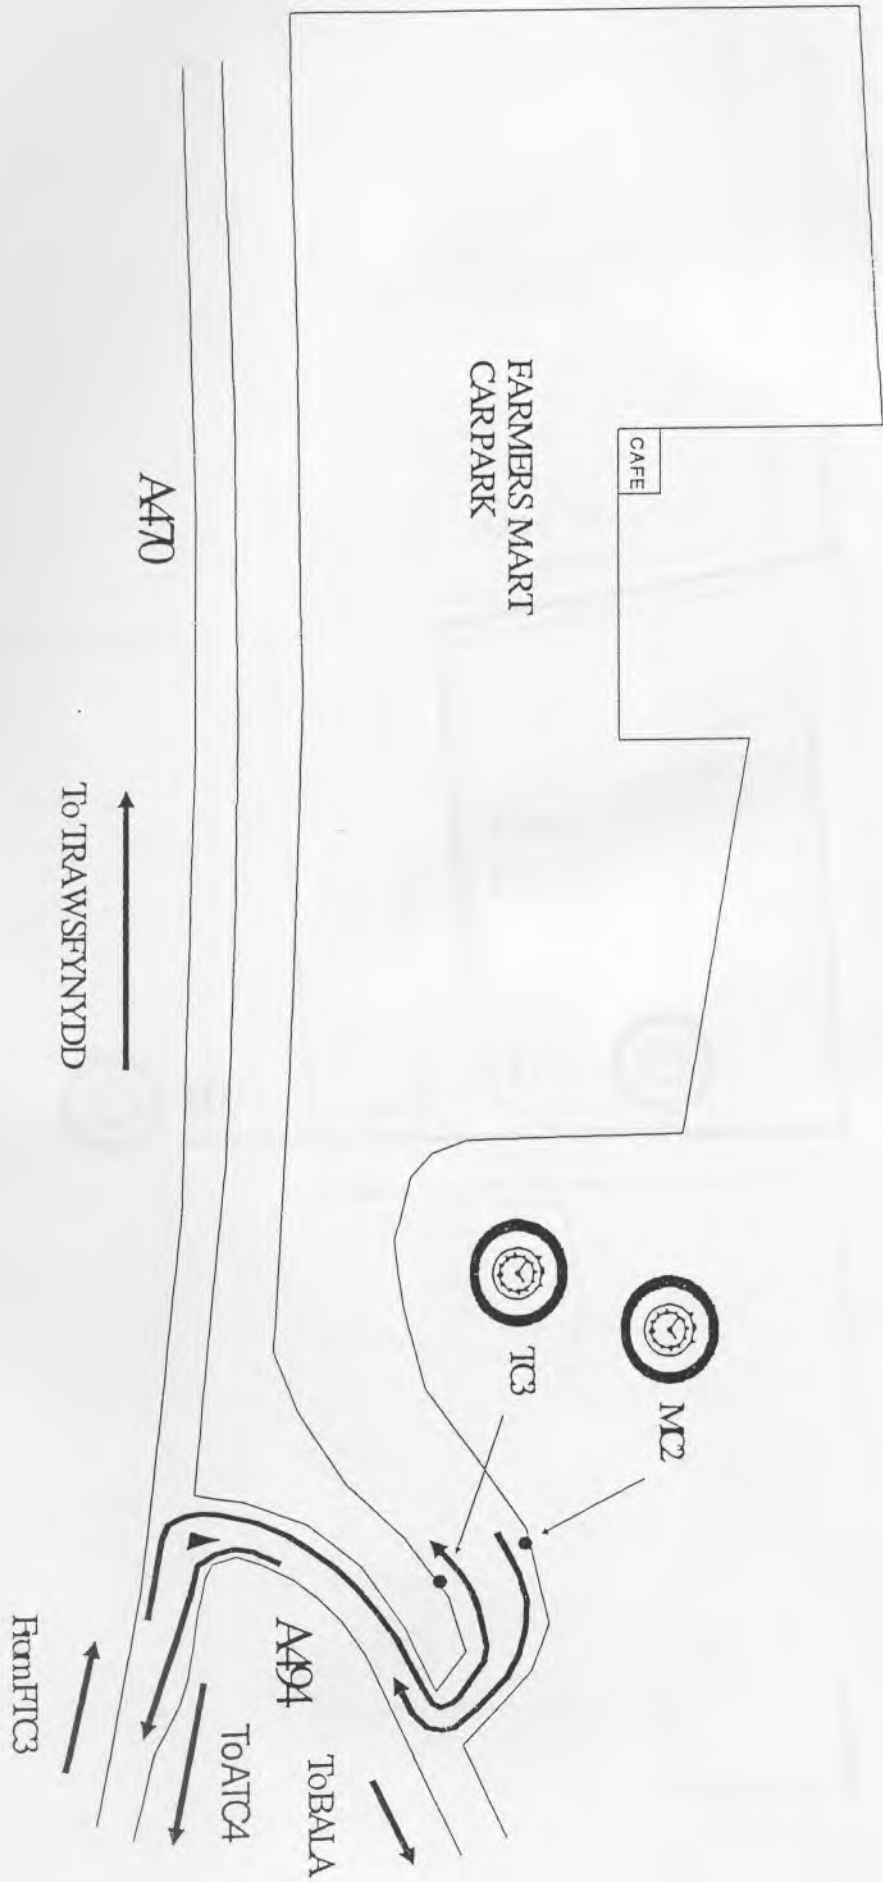 FARMERS MART
CAR PARK
CAFE
A470
To TRAWSFYNYDD
TC3
MC2
A494
From FTC3
To ATC4
To BALA